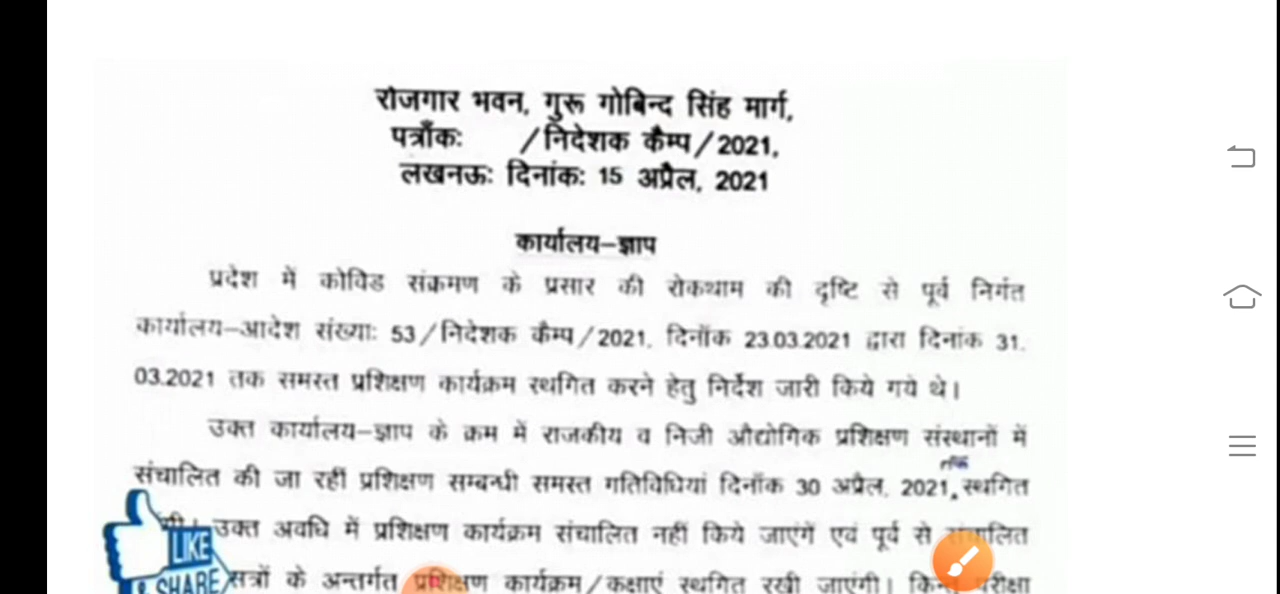 रोजगार भवन, गुरू गोबिन्द सिंह मार्ग,
पत्राँकः /निदेशक कैम्प/2021,
लखनऊः दिनांकः 15 अप्रैल, 2021
कार्यालय–ज्ञाप
प्रदेश में कोविड संक्रमण के प्रसार की रोकथाम की दृष्टि से पूर्व निर्गत
कार्यालय–आदेश संख्याः 53/निदेशक कैम्प/2021, दिनॉक 23.03.2021 द्वारा दिनांक 31.
03.2021 तक समस्त प्रशिक्षण कार्यक्रम स्थगित करने हेतु निर्देश जारी किये गये थे।
उक्त कार्यालय–ज्ञाप के क्रम में राजकीय व निजी औद्योगिक प्रशिक्षण संस्थानों में
तक
संचालित की जा रहीं प्रशिक्षण सम्बन्धी समस्त गतिविधियां दिनॉक 30 अप्रैल, 2021, स्थगित
उक्त अवधि में प्रशिक्षण कार्यक्रम संचालित नहीं किये जाएंगें एवं पूर्व से संचालित
LIKE
& SHARE
सत्रों के अन्तर्गत प्रशिक्षण कार्यक्रम/कक्षाएं स्थगित रखी जाएंगी। किन्तु परीक्षा